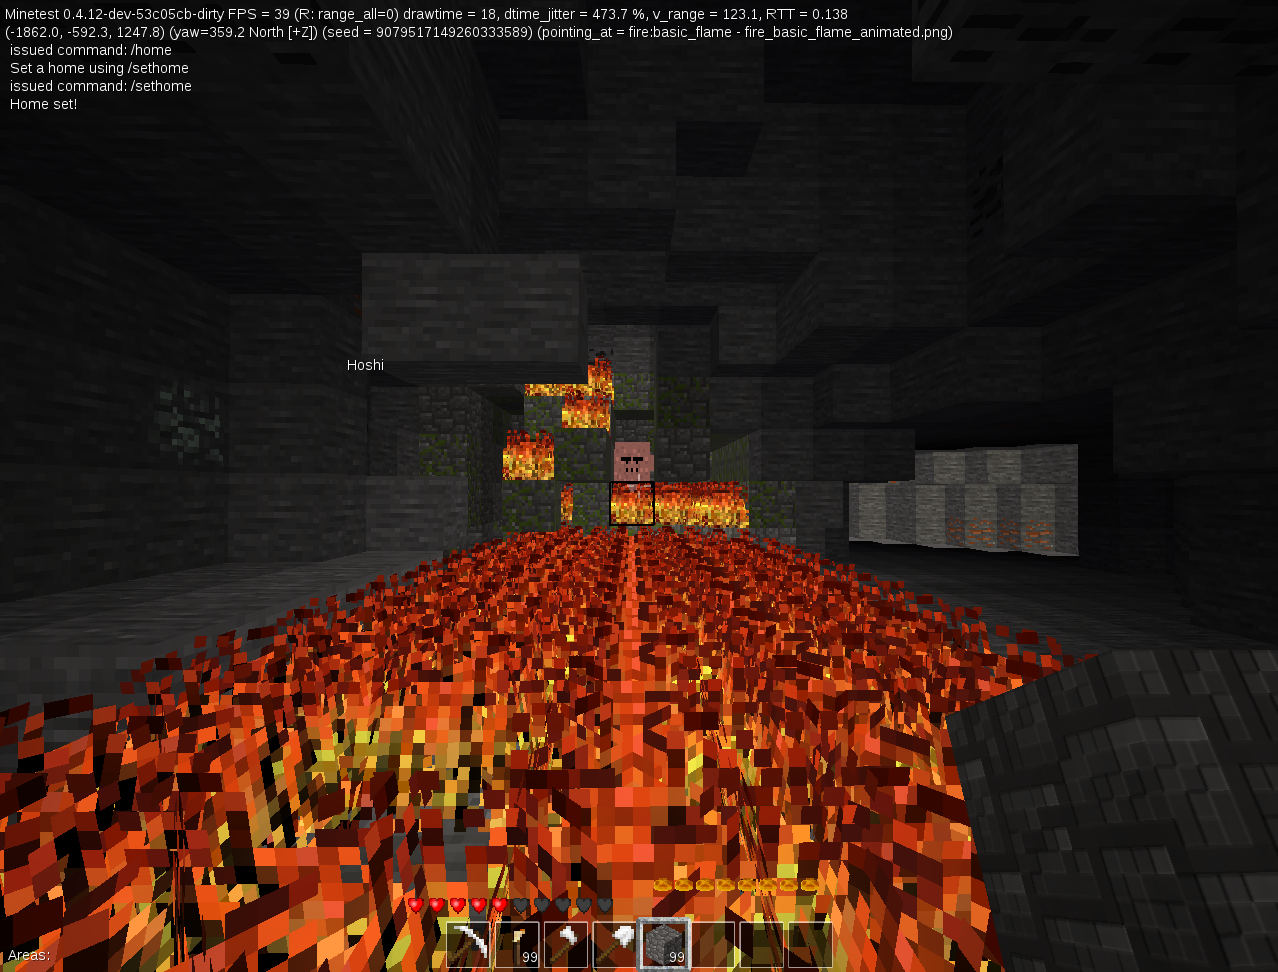 Minetest 0.4.12-dev-53c05cb-dirty FPS = 39 (R: range_all=0) drawtime = 18, dtime_jitter = 473.7 %, v_range = 123.1, RTT = 0.138
(-1862.0, -592.3, 1247.8) (yaw=359.2 North [+Z]) (seed = 9079517149260333589) (pointing_at = fire:basic_flame - fire_basic_flame_animated.png)
issued command: /home
Set a home using /sethome
issued command: /sethome
Home set!
Hoshi
Areas:
99
99